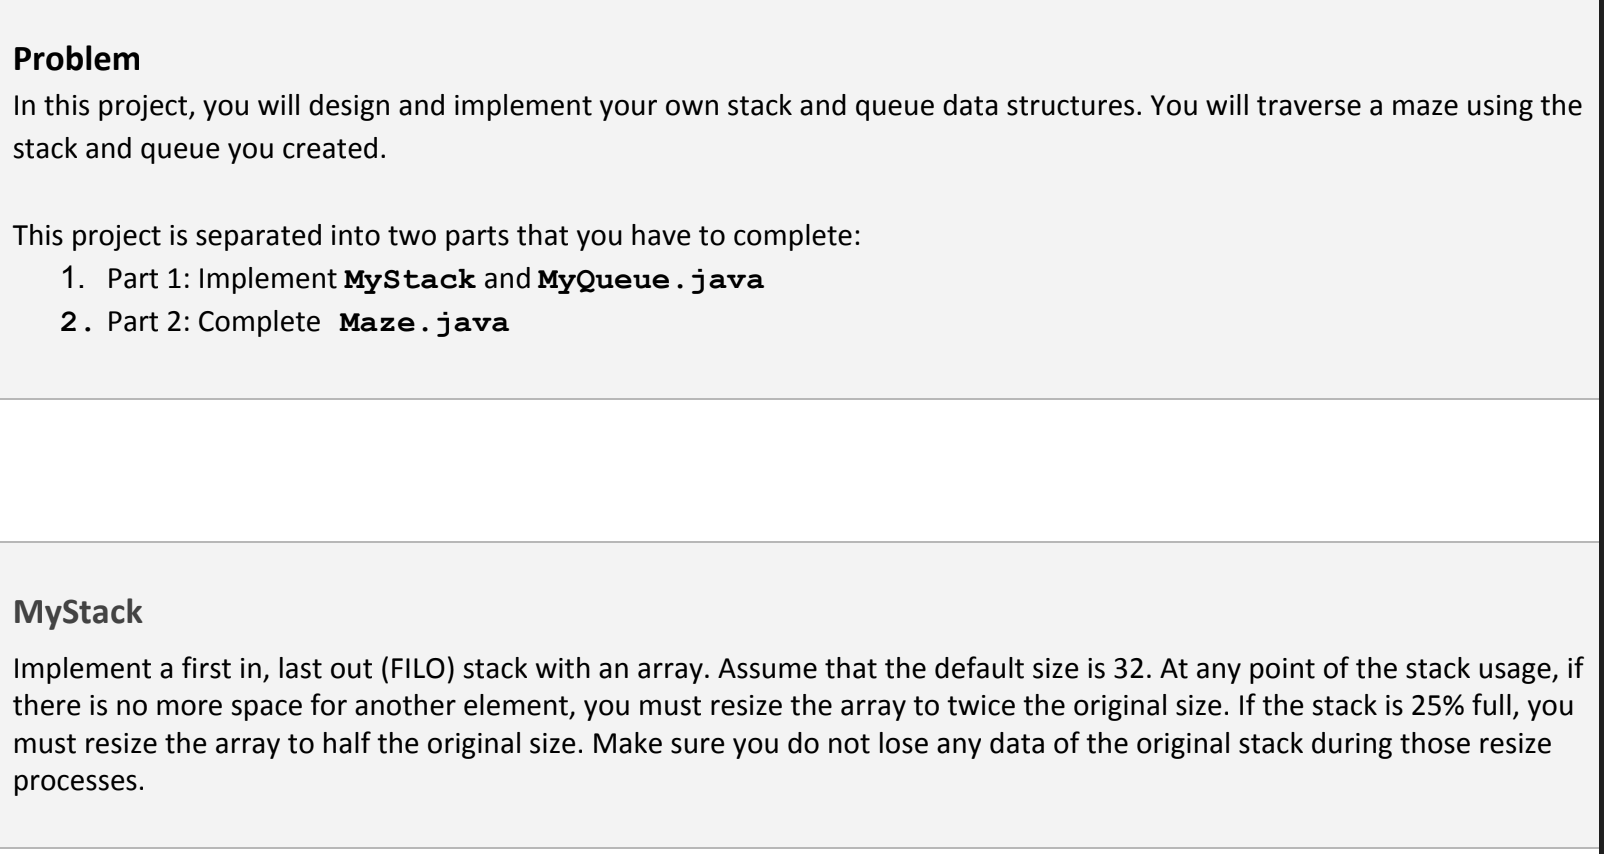 Problem
In this project, you will design and implement your own stack and queue data structures. You will traverse a maze using the
stack and queue you created.
This project is separated into two parts that you have to complete:
1. Part 1: Implement MyStack and MyQueue.java
2. Part 2: Complete Maze.java
MyStack
Implement a first in, last out (FILO) stack with an array. Assume that the default size is 32. At any point of the stack usage, if
there is no more space for another element, you must resize the array to twice the original size. If the stack is 25% full, you
must resize the array to half the original size. Make sure you do not lose any data of the original stack during those resize
processes.